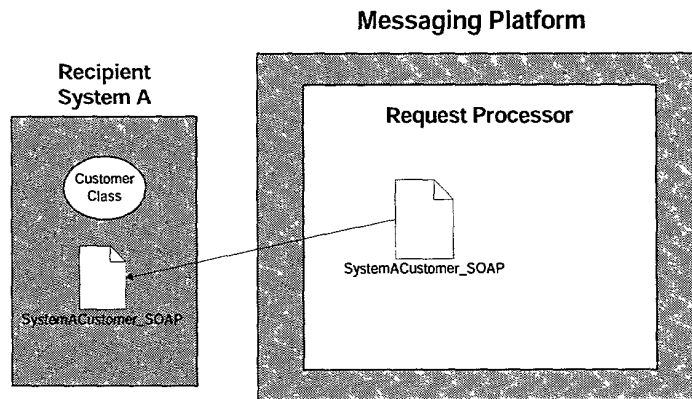 Messaging Platform
Recipient
System A
Request Processor
Customer
Class
SystemACustomer_SOAP
SystemACustomer_SOAP